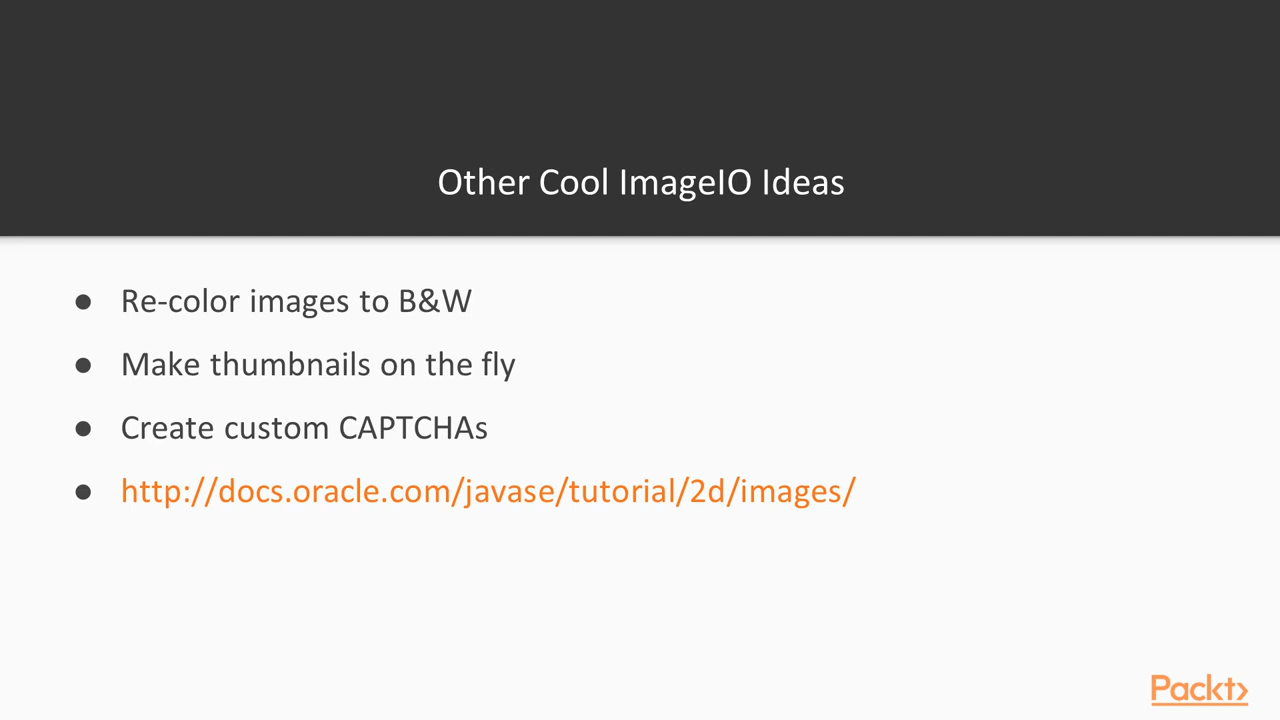 Other Cool ImageIO Ideas
● Re-color images to B&W
● Make thumbnails on the fly
● Create custom CAPTCHAs
● http://docs.oracle.com/javase/tutorial/2d/images/
Packt>